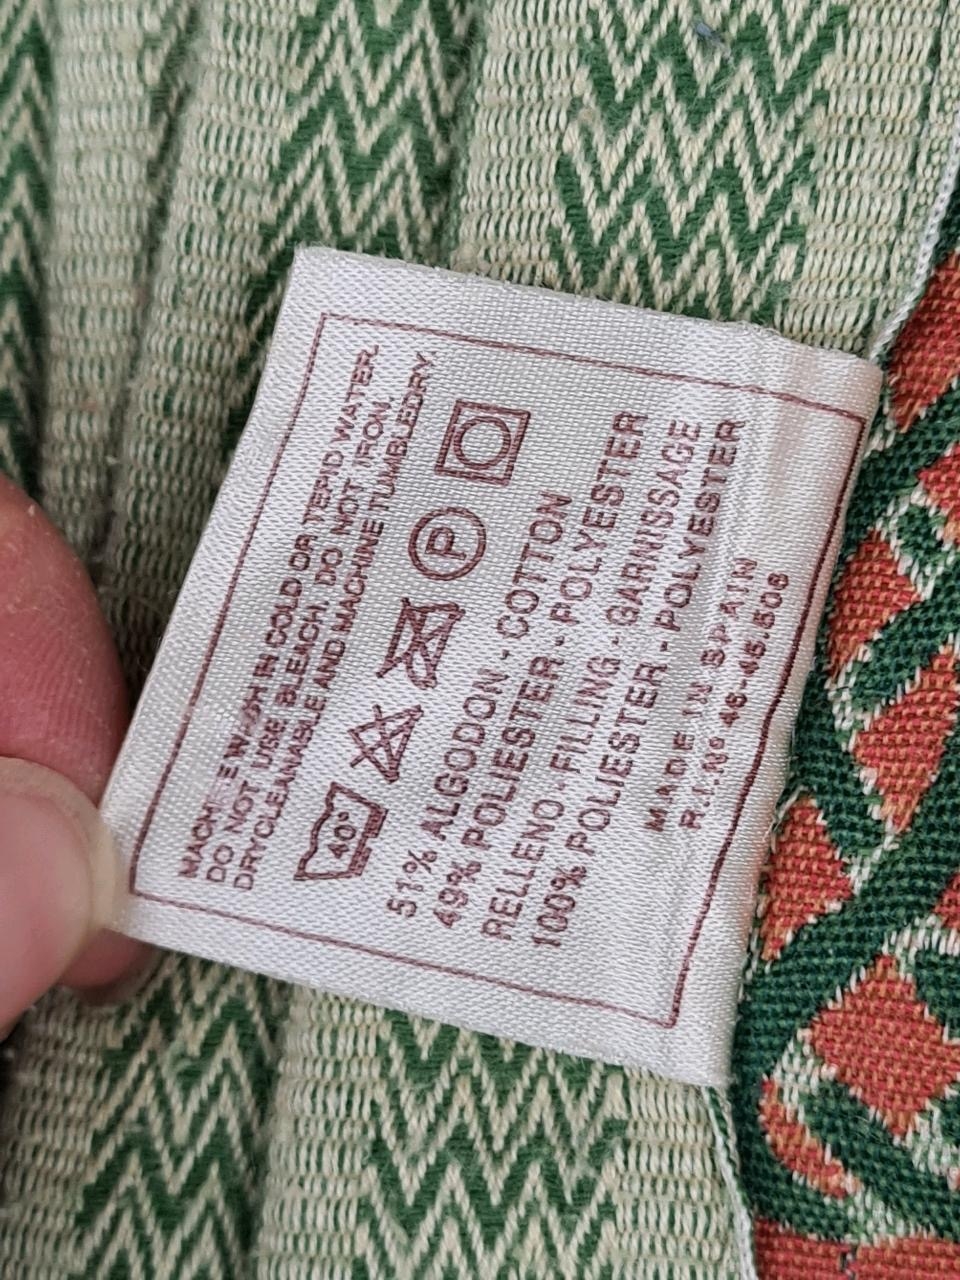 MACHINE WASH IN COLD OR TEPID WATER.
DO NOT USE BLEACH. DO NOT IRON.
DRYCLEANABLE AND MACHINE TUMBLEDRY.
40° P
51% ALGODON - COTTON
49% POLIESTER - POLYESTER
RELLENO - FILLING - GARNISSAGE
100% POLIESTER - POLYESTER
MADE IN SPAIN
R.I.Nº 46-45.506